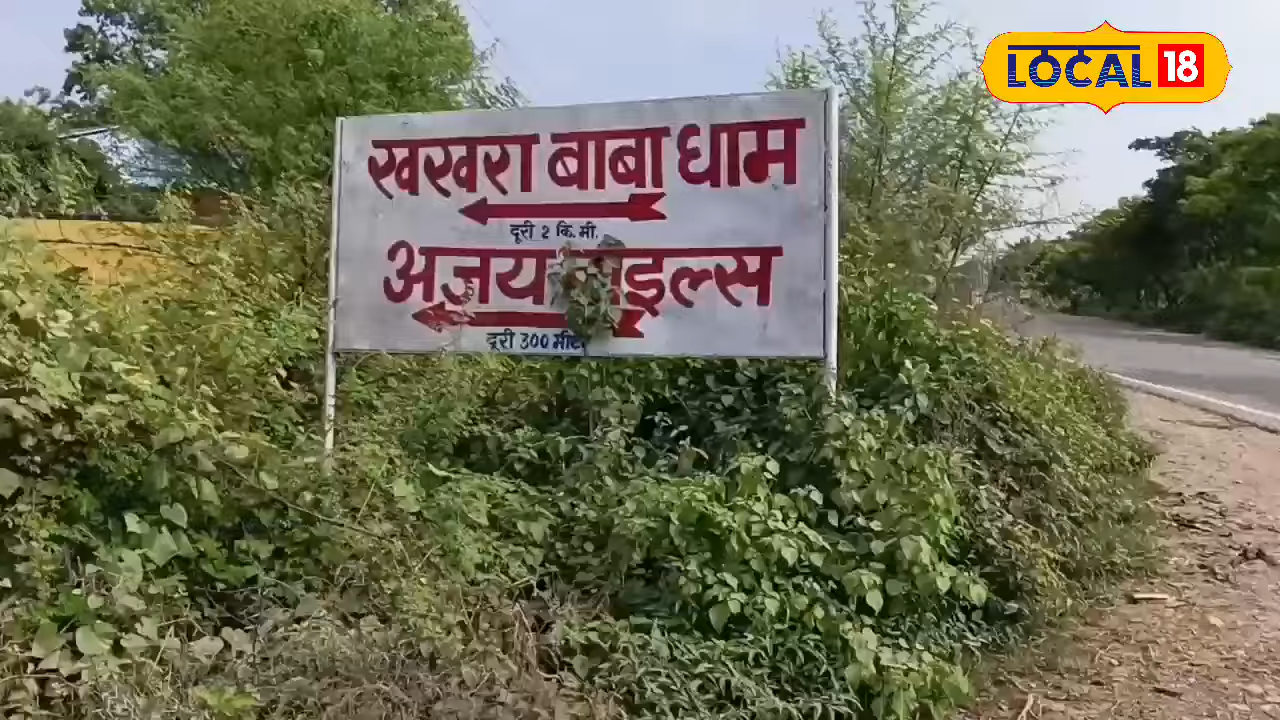 LOCAL 18
खखरा बाबा धाम
दूरी 2 कि.मी.
अजय
दूरी 300